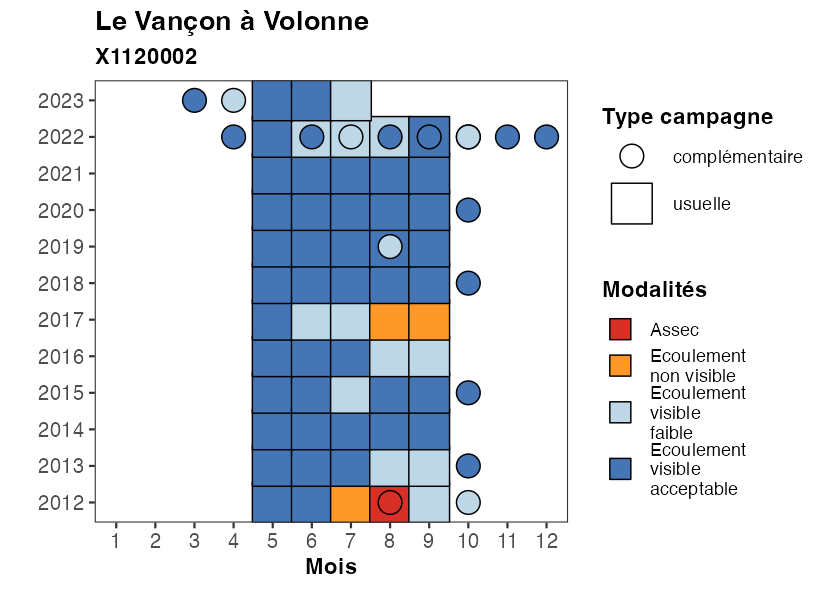 Le Vançon à Volonne
X1120002
2023
2022
2021
2020
2019
2018
2017
2016
2015
2014
2013
2012
1 2 3 4 5 6 7 8 9 10 11 12
Mois
Type campagne
complémentaire
usuelle
Modalités
Assec
Ecoulement
non visible
Ecoulement
visible
faible
Ecoulement
visible
acceptable